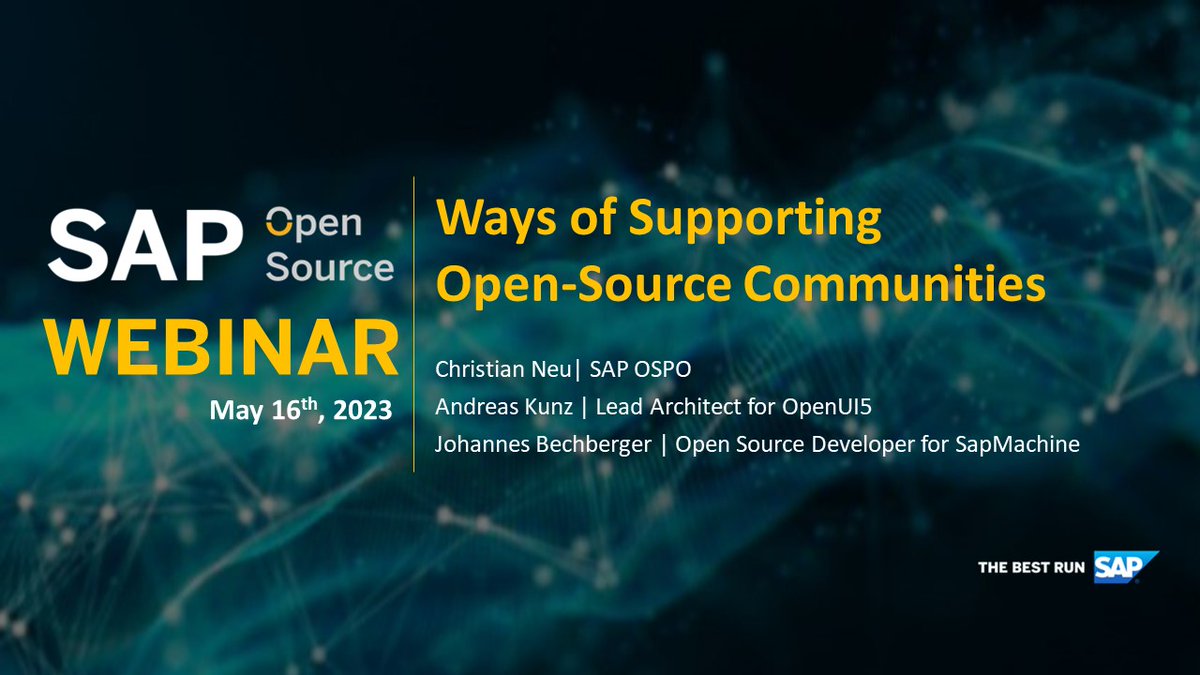 SAP Open Source
WEBINAR
May 16th, 2023
Ways of Supporting
Open-Source Communities
Christian Neu| SAP OSPO
Andreas Kunz | Lead Architect for OpenUI5
Johannes Bechberger | Open Source Developer for SapMachine
THE BEST RUN SAP